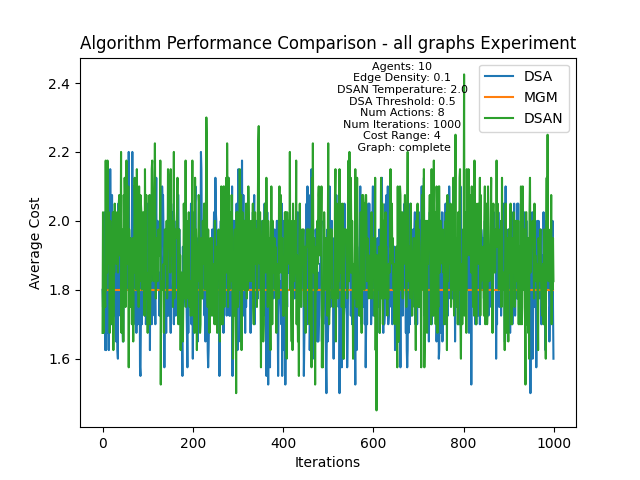 Algorithm Performance Comparison - all graphs Experiment
Agents: 10
Edge Density: 0.1
DSAN Temperature: 2.0
DSA Threshold: 0.5
Num Actions: 8
Num Iterations: 1000
Cost Range: 4
Graph: complete
DSA
MGM
DSAN
Average Cost
2.4
2.2
2.0
1.8
1.6
0
200
400
600
800
1000
Iterations